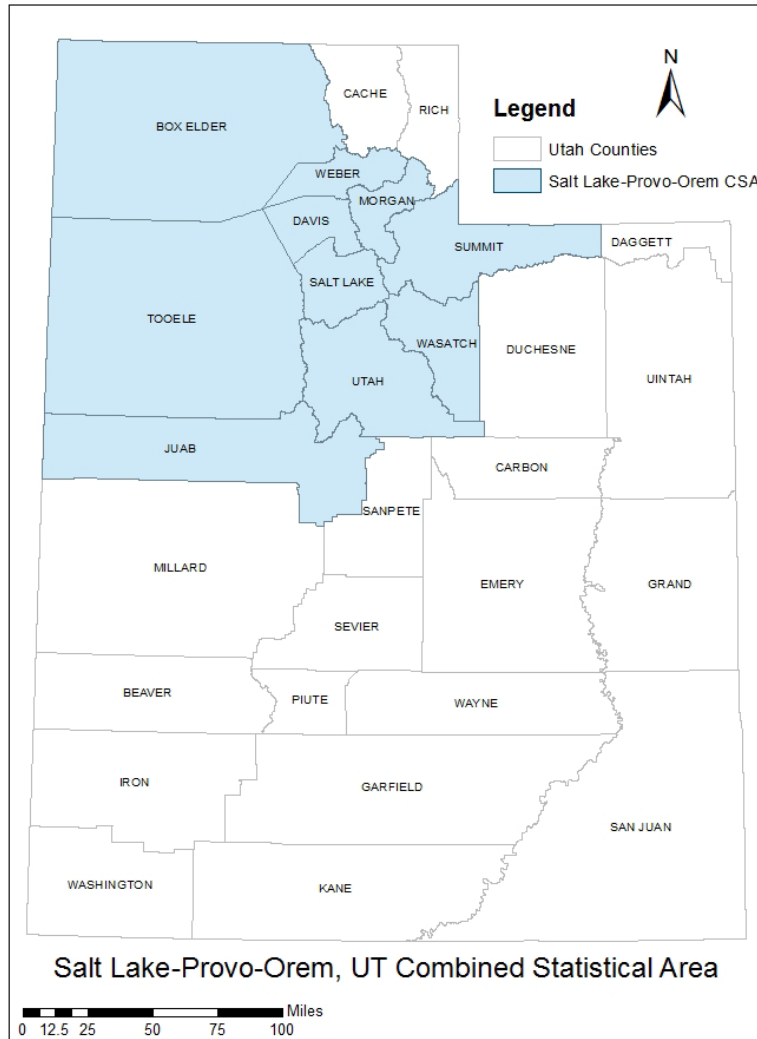 CACHE
RICH
N
Legend
Utah Counties
Salt Lake-Provo-Orem CSA
BOX ELDER
WEBER
MORGAN
DAVIS
SUMMIT
DAGGETT
SALT LAKE
TOOELE
WASATCH
DUCHESNE
UTAH
UINTAH
JUAB
CARBON
SANPETE
MILLARD
EMERY
GRAND
SEVIER
BEAVER
PIUTE
WAYNE
IRON
GARFIELD
SAN JUAN
WASHINGTON
KANE
Salt Lake-Provo-Orem, UT Combined Statistical Area
Miles
0 12.5 25 50 75 100